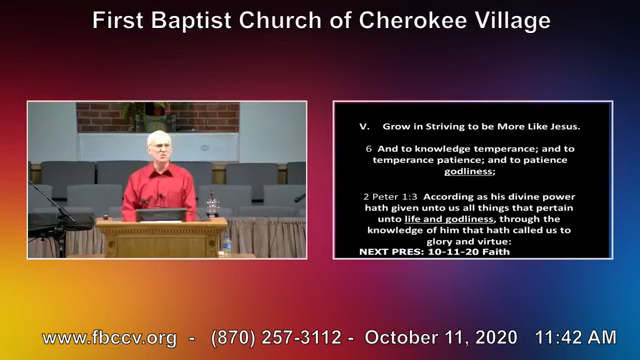 First Baptist Church of Cherokee Village
V. Grow in Striving to be More Like Jesus.
6 And to knowledge temperance; and to
temperance patience; and to patience
godliness;
2 Peter 1:3 According as his divine power
hath given unto us all things that pertain
unto life and godliness, through the
knowledge of him that hath called us to
glory and virtue:
NEXT PRES: 10-11-20 Faith
www.fbccv.org - (870) 257-3112 - October 11, 2020 11:42 AM